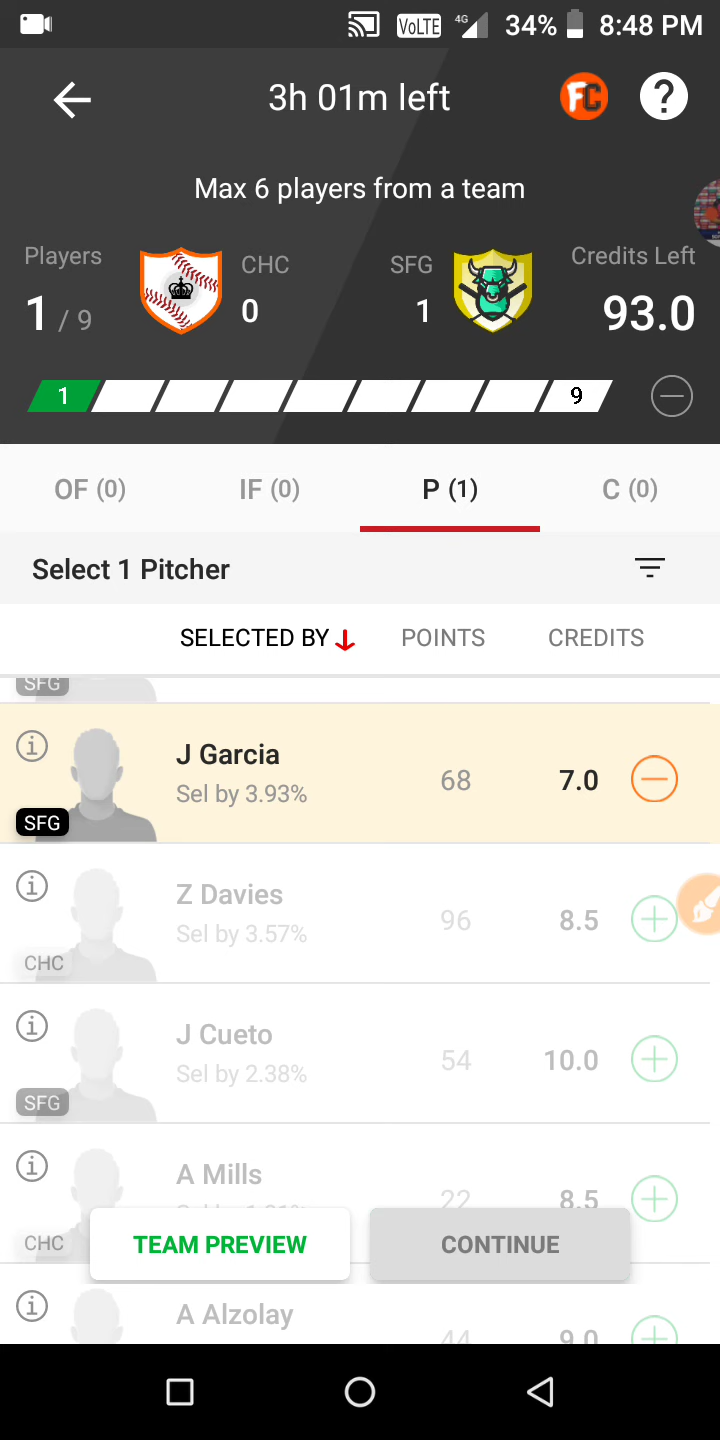 VoLTE 4G 34% 8:48 PM
3h 01m left FC ?
Max 6 players from a team
Players CHC SFG Credits Left
1 / 9 0 1 93.0
1 9
OF (0) IF (0) P (1) C (0)
Select 1 Pitcher
SELECTED BY POINTS CREDITS
SFG
J Garcia
Sel by 3.93% 68 7.0
SFG
Z Davies
Sel by 3.57% 96 8.5
CHC
J Cueto
Sel by 2.38% 54 10.0
SFG
A Mills
22 8.5
CHC
TEAM PREVIEW CONTINUE
A Alzolay
44 9.0